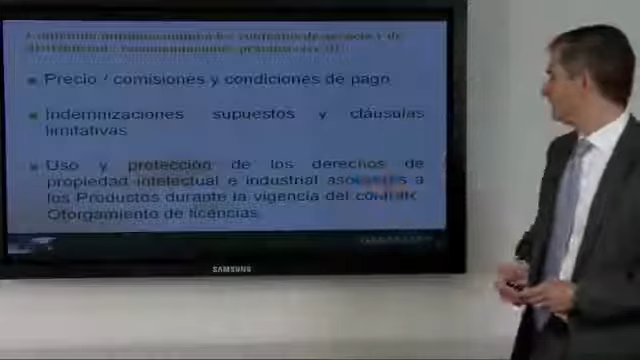 Precio / comisiones y condiciones de pago
Indemnizaciones supuestos y cláusulas
limitativas
Uso y protección de los derechos de
propiedad intelectual e industrial a
los Productos durante la vigencia del
Otorgamiento de licencias.
SAMSUNG